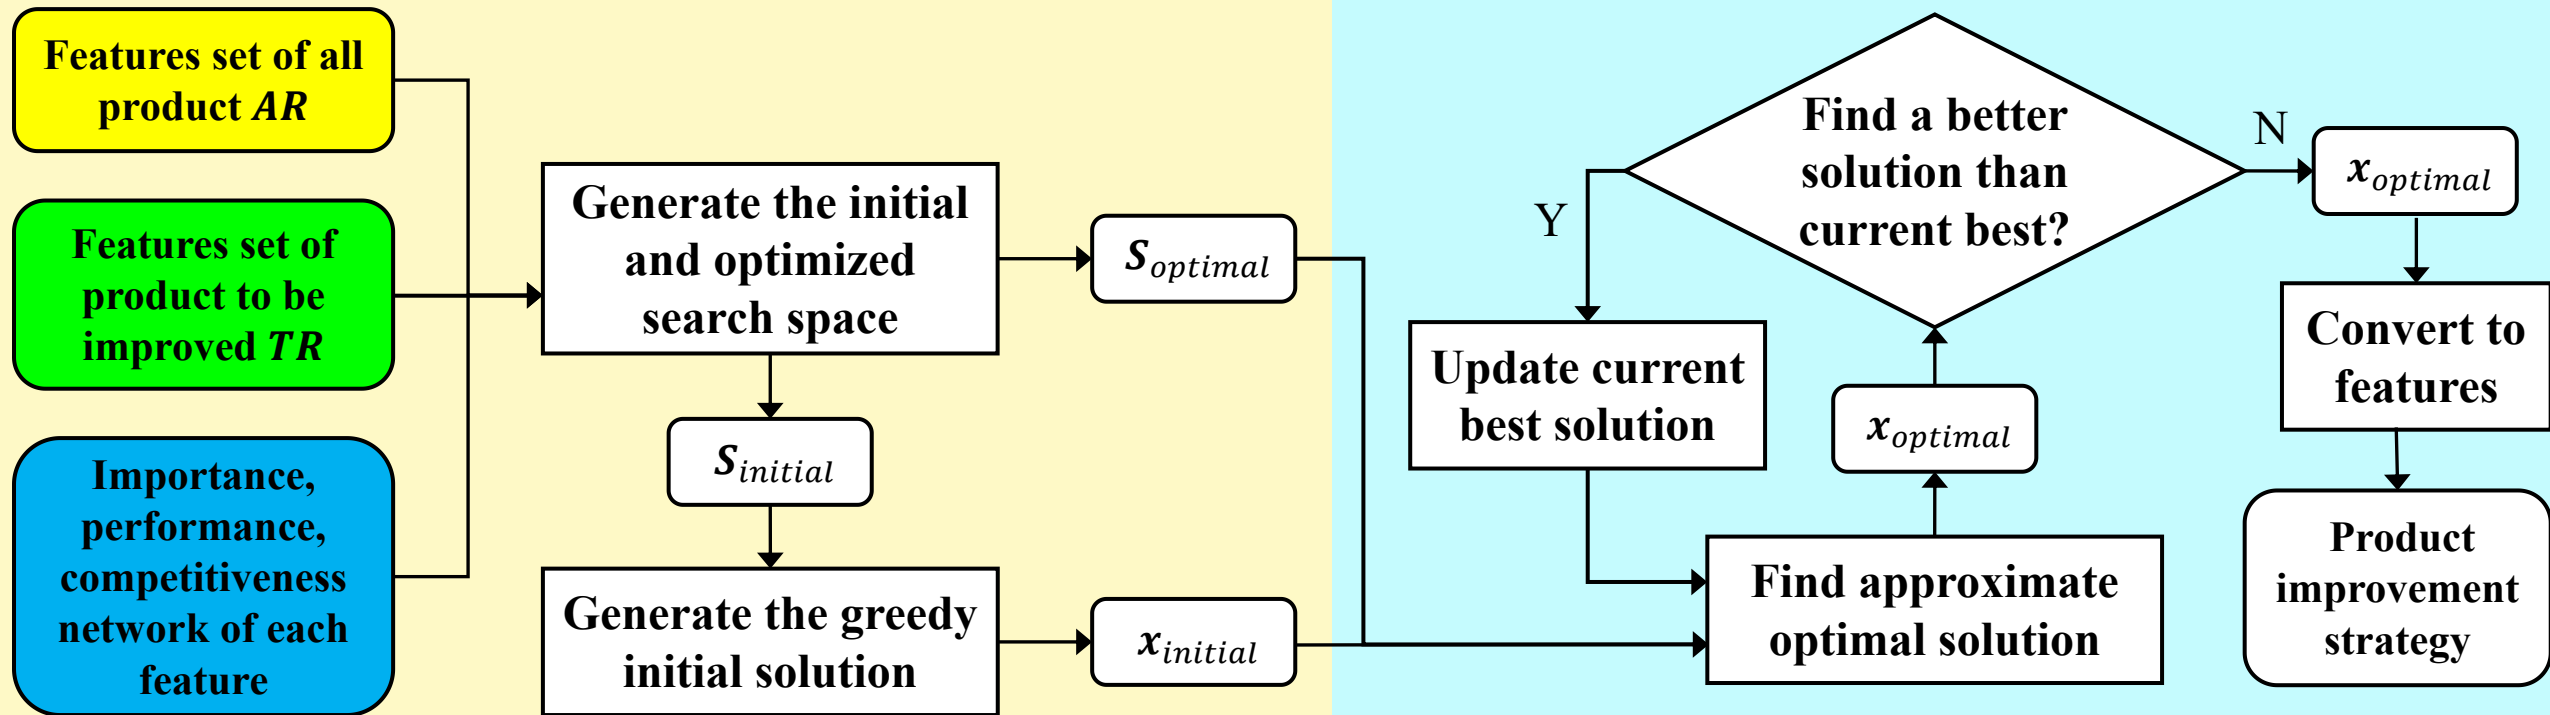 Features set of all
product AR
Features set of
product to be
improved TR
Importance,
performance,
competitiveness
network of each
feature
Generate the initial
and optimized
search space
S_optimal
S_initial
Generate the greedy
initial solution
x_initial
Find a better
solution than
current best?
Y
N
Update current
best solution
x_optimal
Find approximate
optimal solution
x_optimal
Convert to
features
Product
improvement
strategy